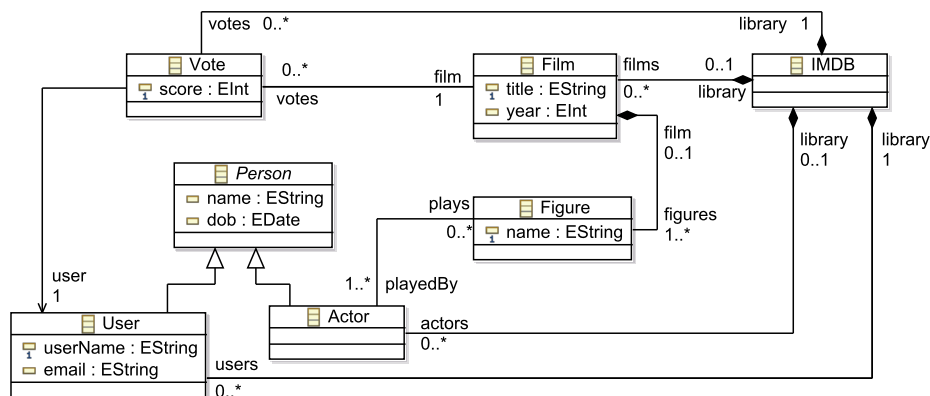 votes 0..*
library 1
Vote
score : EInt
0..*
votes
film
1
Film
title : EString
year : EInt
films
0..*
0..1
library
IMDB
film
0..1
library
0..1
library
1
Person
name : EString
dob : EDate
plays
0..*
Figure
name : EString
figures
1..*
user
1
1..*
playedBy
User
userName : EString
email : EString
Actor
actors
0..*
users
0..*